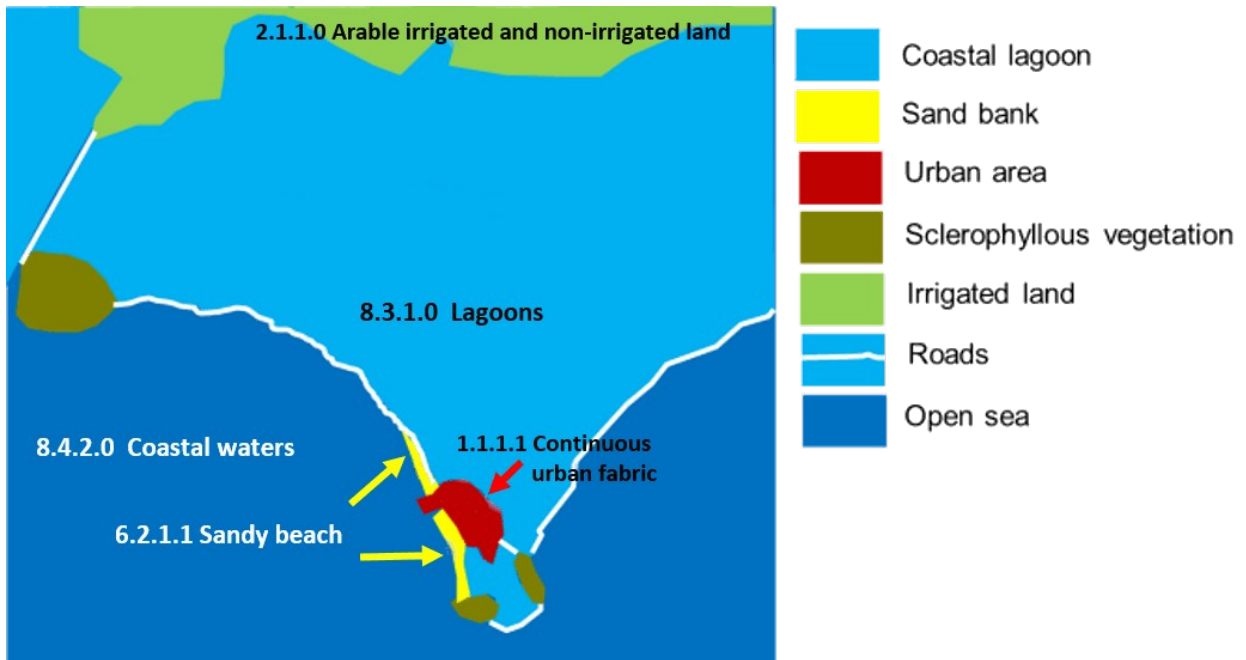 2.1.1.0 Arable irrigated and non-irrigated land
8.3.1.0 Lagoons
8.4.2.0 Coastal waters
1.1.1.1 Continuous
urban fabric
6.2.1.1 Sandy beach
Coastal lagoon
Sand bank
Urban area
Sclerophyllous vegetation
Irrigated land
Roads
Open sea